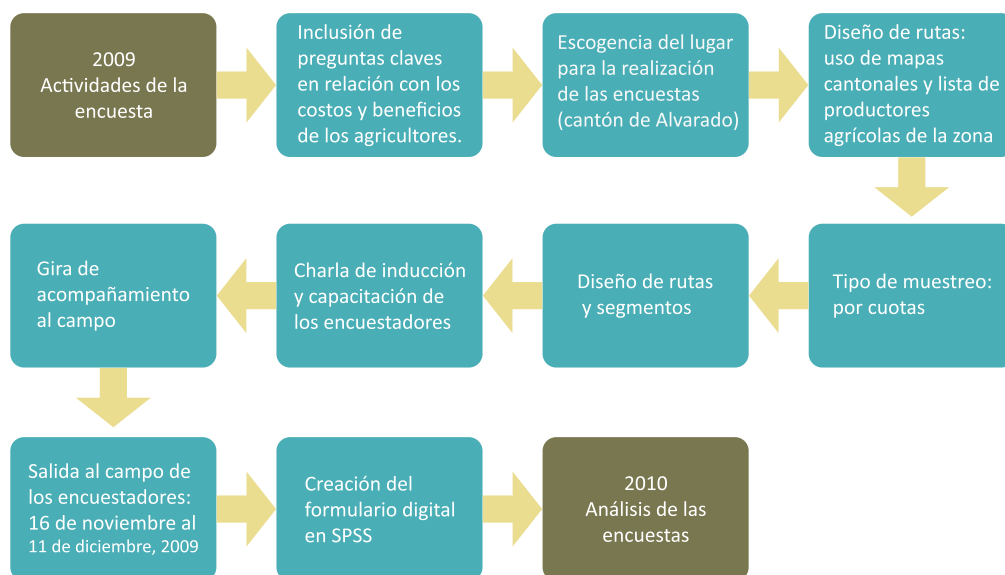 2009
Actividades de la
encuesta
Inclusión de
preguntas claves
en relación con los
costos y beneficios
de los agricultores.
Escogencia del lugar
para la realización
de las encuestas
(cantón de Alvarado)
Diseño de rutas:
uso de mapas
cantonales y lista de
productores
agrícolas de la zona
Tipo de muestreo:
por cuotas
Diseño de rutas
y segmentos
Charla de inducción
y capacitación de
los encuestadores
Gira de
acompañamiento
al campo
Salida al campo de
los encuestadores:
16 de noviembre al
11 de diciembre, 2009
Creación del
formulario digital
en SPSS
2010
Análisis de las
encuestas